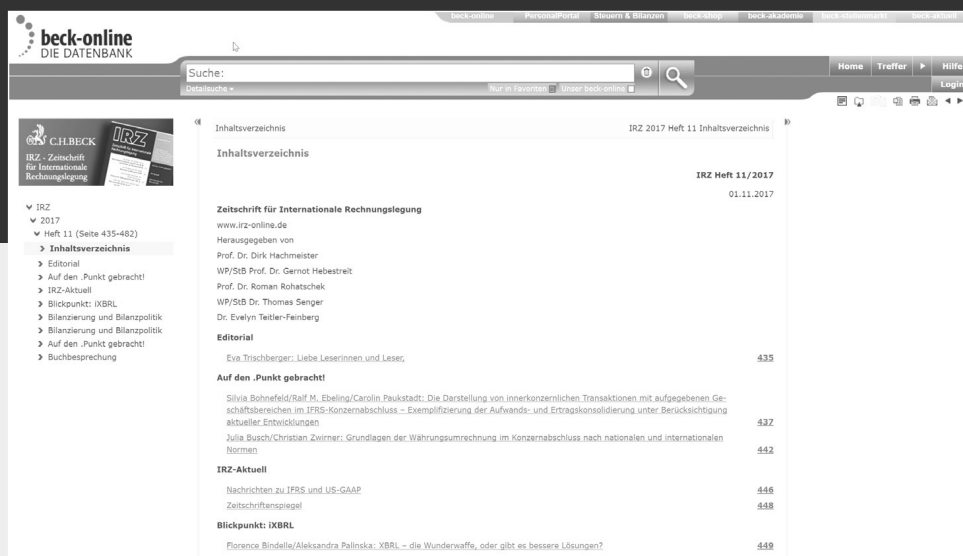 beck-online PersonalPortal Steuern & Bilanzen beck-shop beck-akademie beck-stellenmarkt beck-aktuell
beck-online
DIE DATENBANK
Home Treffer Hilfe
Suche:
Detailsuche
Nur in Favoriten Unser beck-online
Login
C.H.BECK
IRZ
IRZ - Zeitschrift
für Internationale
Rechnungslegung
IRZ
2017
Heft 11 (Seite 435-482)
Inhaltsverzeichnis
Editorial
Auf den .Punkt gebracht!
IRZ-Aktuell
Blickpunkt: iXBRL
Bilanzierung und Bilanzpolitik
Bilanzierung und Bilanzpolitik
Auf den .Punkt gebracht!
Buchbesprechung
Inhaltsverzeichnis IRZ 2017 Heft 11 Inhaltsverzeichnis
Inhaltsverzeichnis
IRZ Heft 11/2017
01.11.2017
Zeitschrift für Internationale Rechnungslegung
www.irz-online.de
Herausgegeben von
Prof. Dr. Dirk Hachmeister
WP/StB Prof. Dr. Gernot Hebestreit
Prof. Dr. Roman Rohatschek
WP/StB Dr. Thomas Senger
Dr. Evelyn Teitler-Feinberg
Editorial
Eva Trischberger: Liebe Leserinnen und Leser, 435
Auf den .Punkt gebracht!
Silvia Bohnefeld/Ralf M. Ebeling/Carolin Paukstadt: Die Darstellung von innerkonzernlichen Transaktionen mit aufgegebenen Ge-
schäftsbereichen im IFRS-Konzernabschluss – Exemplifizierung der Aufwands- und Ertragskonsolidierung unter Berücksichtigung
aktueller Entwicklungen 437
Julia Busch/Christian Zwirner: Grundlagen der Währungsumrechnung im Konzernabschluss nach nationalen und internationalen
Normen 442
IRZ-Aktuell
Nachrichten zu IFRS und US-GAAP 446
Zeitschriftenspiegel 448
Blickpunkt: iXBRL
Florence Bindelle/Aleksandra Palinska: XBRL – die Wunderwaffe, oder gibt es bessere Lösungen? 449